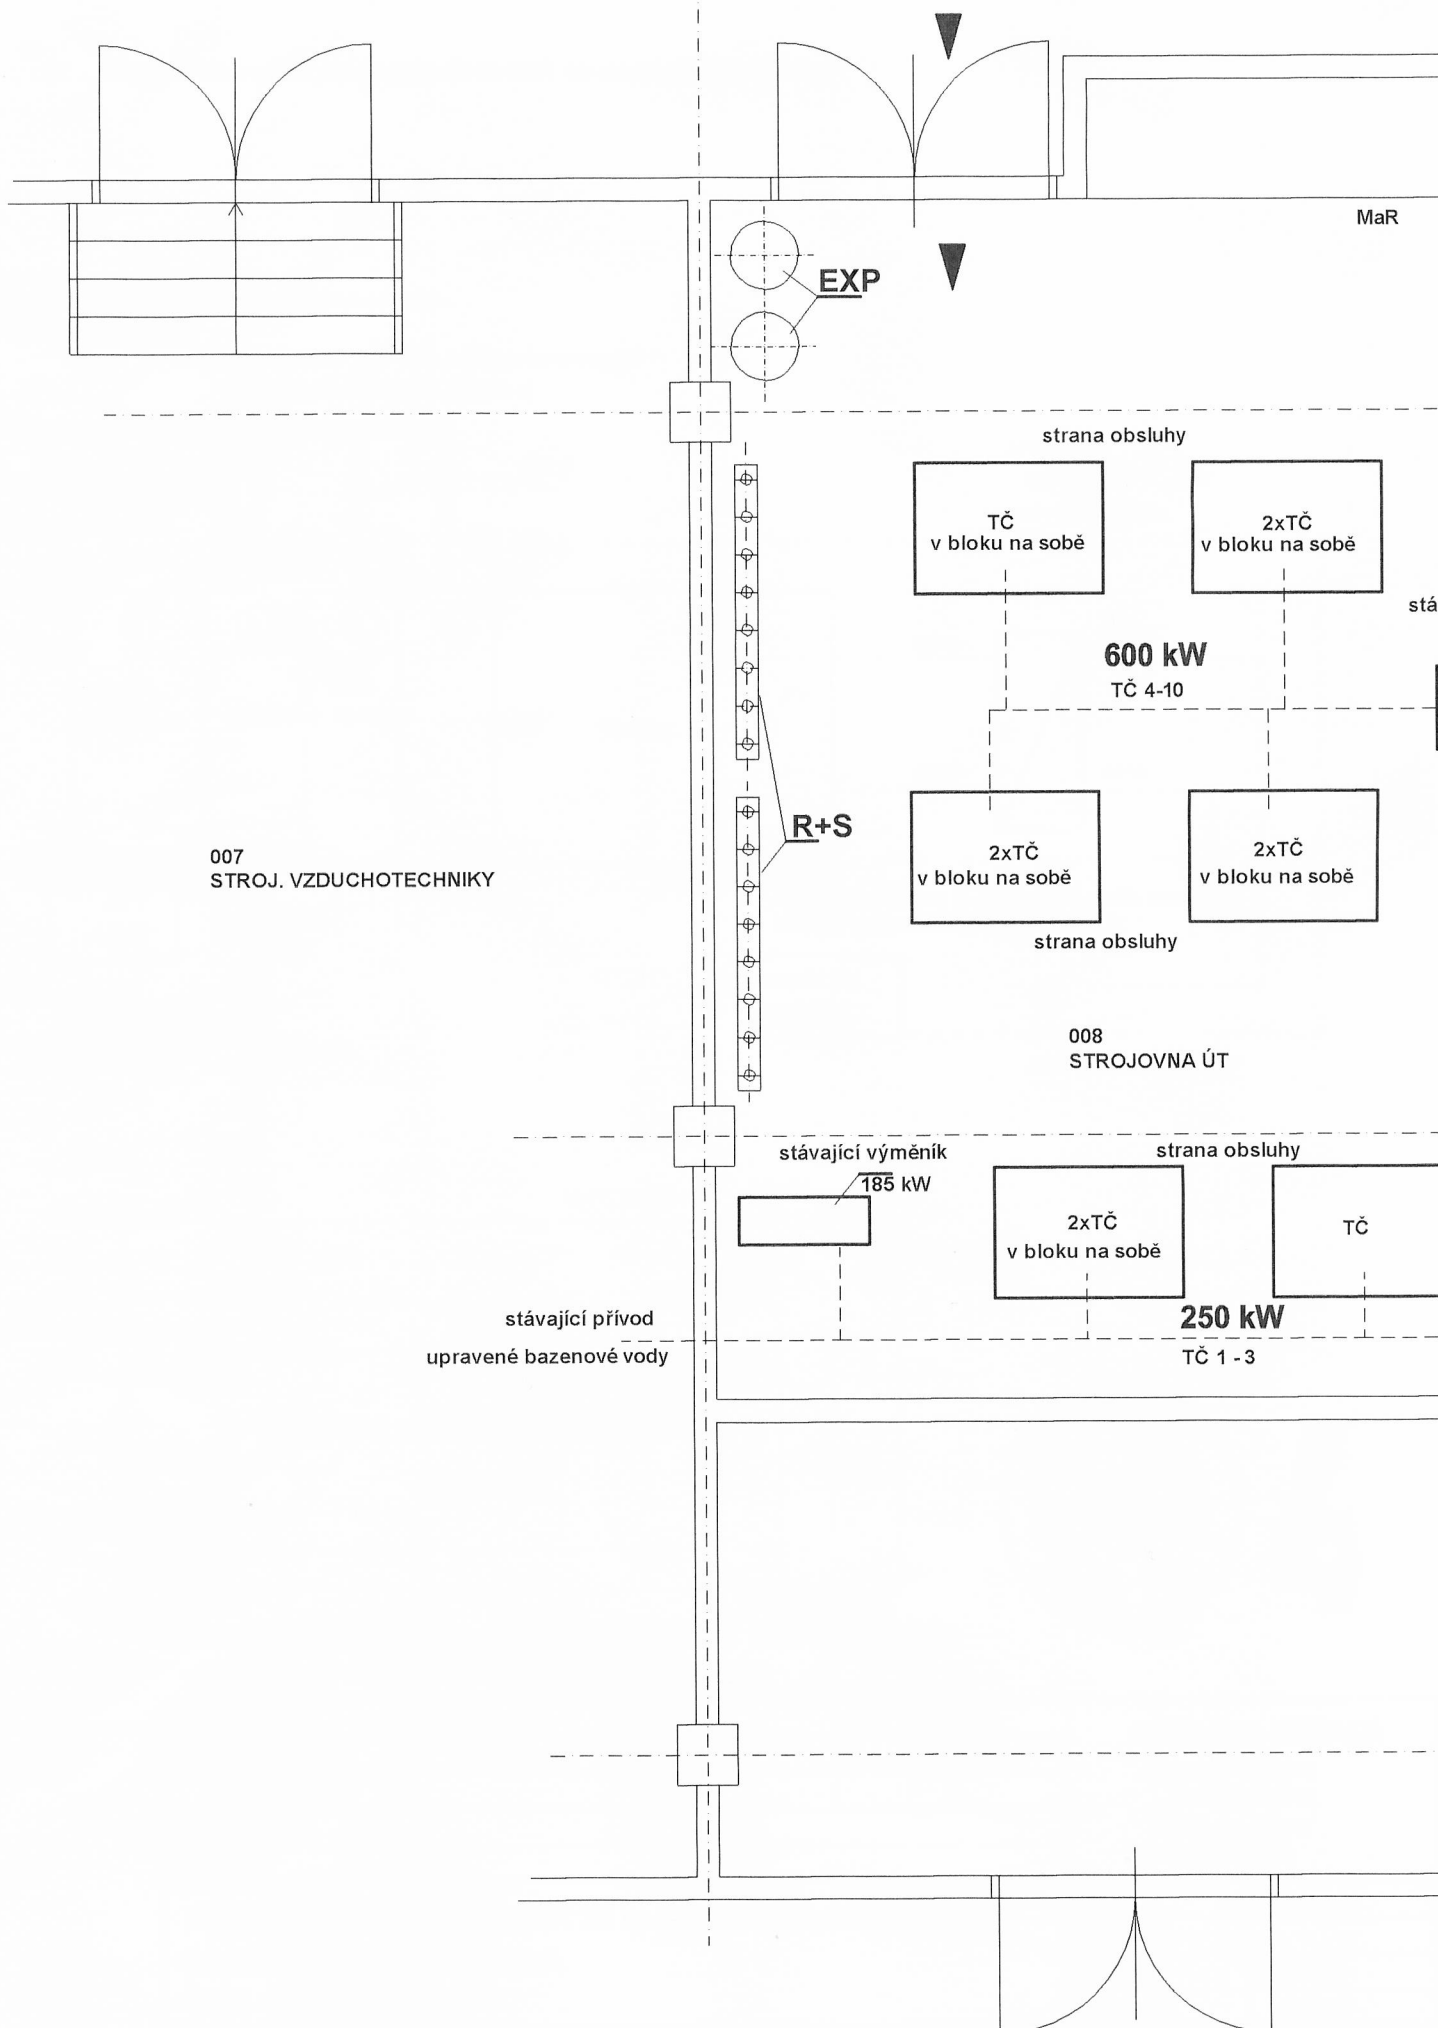 MaR
EXP
strana obsluhy
TČ
v bloku na sobě
2xTČ
v bloku na sobě
stá
600 kW
TČ 4-10
R+S
2xTČ
v bloku na sobě
2xTČ
v bloku na sobě
007
STROJ. VZDUCHOTECHNIKY
strana obsluhy
008
STROJOVNA ÚT
stávající výměník
185 kW
strana obsluhy
2xTČ
v bloku na sobě
TČ
250 kW
TČ 1 - 3
stávající přívod
upravené bazenové vody